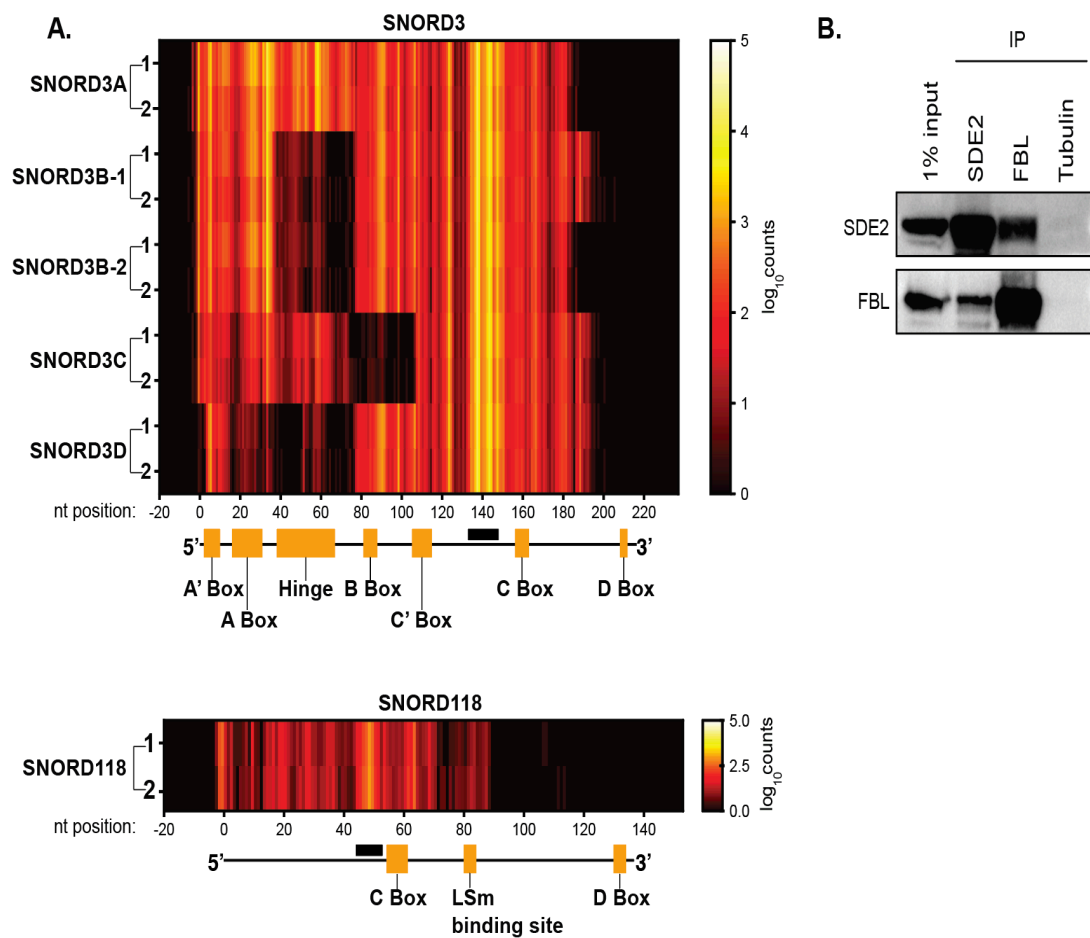 A.
SNORD3
SNORD3A
1
2
SNORD3B-1
1
2
SNORD3B-2
1
2
SNORD3C
1
2
SNORD3D
1
2
5
4
3
2
1
0
log10counts
nt position:
-20 0 20 40 60 80 100 120 140 160 180 200 220
5’ 3’
A’ Box Hinge B Box C Box D Box
A Box C’ Box
B.
IP
1% input
SDE2
FBL
Tubulin
SDE2
FBL
SNORD118
SNORD118
1
2
5.0
2.5
0.0
log10counts
nt position:
-20 0 20 40 60 80 100 120 140
5’ 3’
C Box LSm D Box
binding site